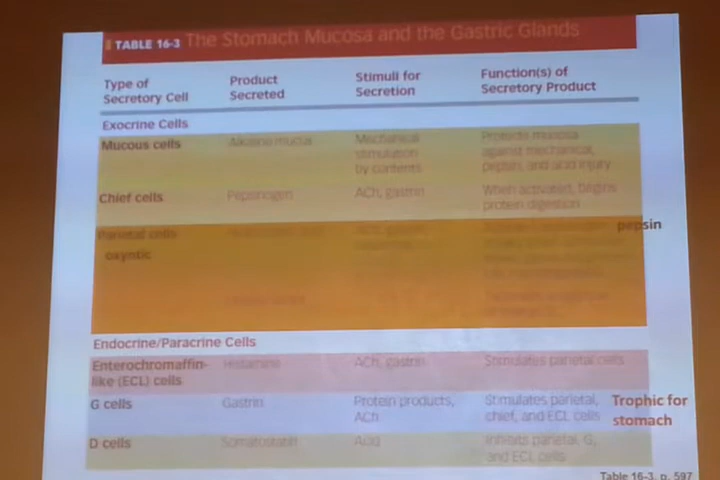 TABLE 16-3 The Stomach Mucosa and the Gastric Glands
Type of Secretory Cell Product Secreted Stimuli for Secretion Function(s) of Secretory Product
Exocrine Cells
Mucous cells Alkaline mucus Mechanical stimulation by contents Protects mucosa against mechanical, pepsin, and acid injury
Chief cells Pepsinogen ACh, gastrin When activated, begins protein digestion
pepsin
Parietal cells
oxyntic
Endocrine/Paracrine Cells
Enterochromaffin-like (ECL) cells Histamine ACh, gastrin Stimulates parietal cells
G cells Gastrin Protein products, ACh Stimulates parietal, chief, and ECL cells
Trophic for stomach
D cells Somatostatin Acid Inhibits parietal, G, and ECL cells
Table 16-3, p. 597